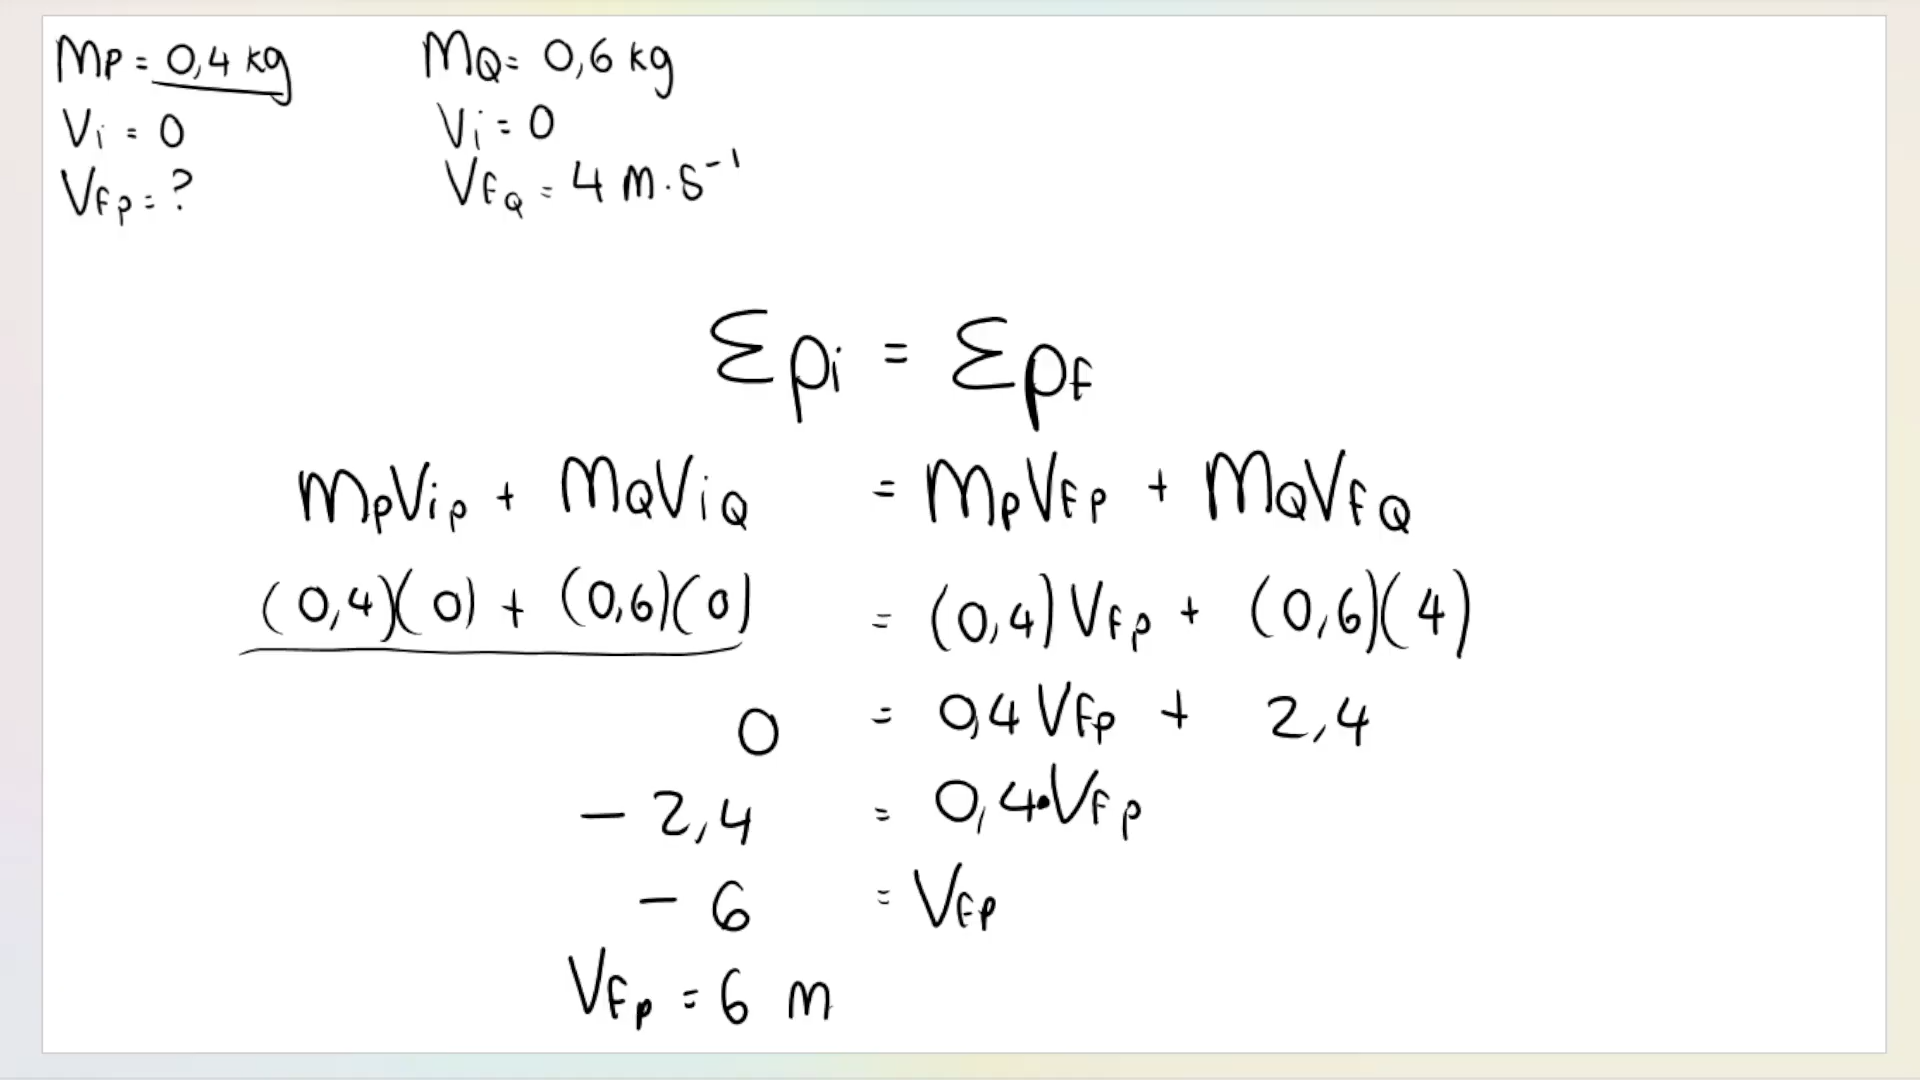 MP = 0,4 kg
Vi = 0
VFP = ?
MQ = 0,6 kg
Vi = 0
VFQ = 4 m·s⁻¹
Σpi = ΣpF
MPViP + MQViQ = MPVFP + MQVFQ
(0,4)(0) + (0,6)(0) = (0,4)VFP + (0,6)(4)
0 = 0,4VFP + 2,4
- 2,4 = 0,4·VFP
- 6 = VFP
VFP = 6 m